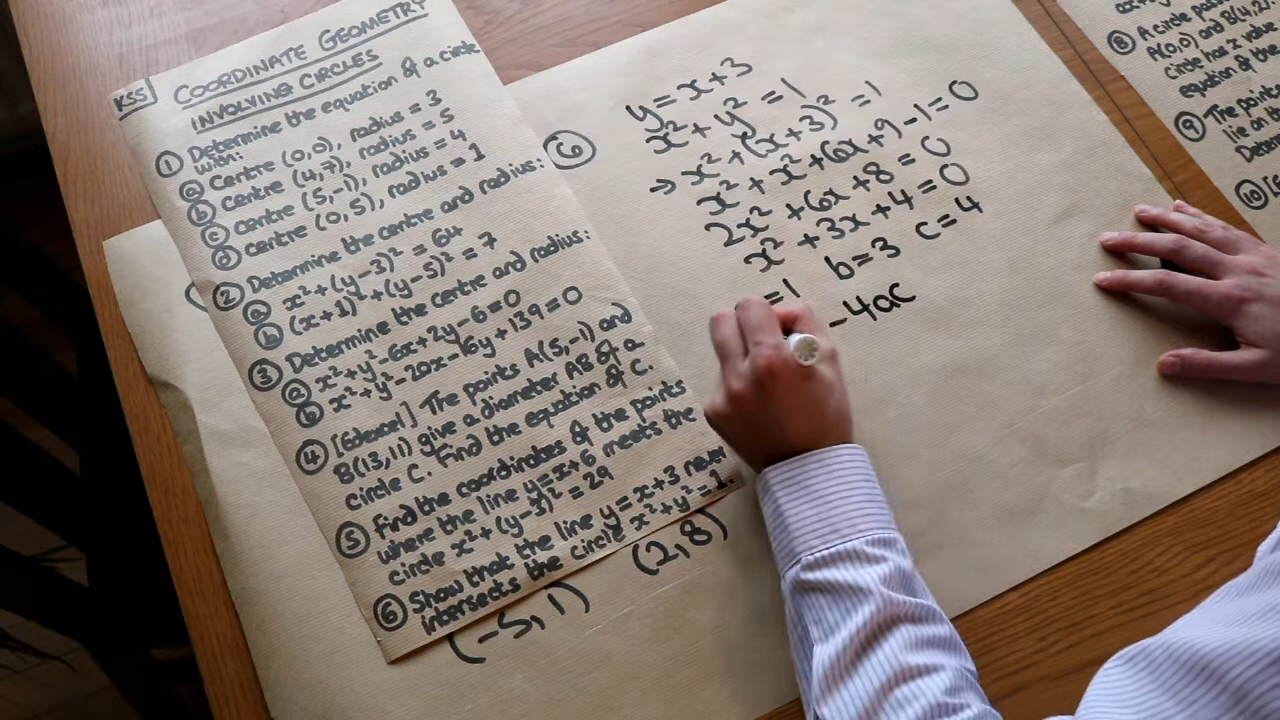 KSS
COORDINATE GEOMETRY
INVOLVING CIRCLES
① Determine the equation of a circle
with:
ⓐ Centre (0,0), radius = 3
ⓑ Centre (4,7), radius = 5
ⓒ centre (5,-1), radius = 4
ⓓ centre (0,5), radius = 1
② Determine the centre and radius:
ⓐ x² + (y-3)² = 64
ⓑ (x+1)² + (y-5)² = 7
③ Determine the centre and radius:
ⓐ x²+y²-6x+2y-6=0
ⓑ x²+y²-20x-16y+139=0
④ [Edexcel] The points A(5,-1) and
B(13,11) give a diameter AB of a
circle C. Find the equation of C.
⑤ Find the coordinates of the points
where the line y=x+6 meets the
circle x²+(y-3)² = 29
⑥ Show that the line y=x+3 never
intersects the circle x²+y²=1.
(-5,1)
(2,8)
⑥
y = x+3
x² + y² = 1
→ x² + (x+3)² = 1
x² + x² + 6x + 9 - 1 = 0
2x² + 6x + 8 = 0
x² + 3x + 4 = 0
=1 b=3 c=4
-4ac
⑧ A circle
A(0,0) and B(4,2).
circle has x value
equation of the
⑨ The points
lie on the
⑩